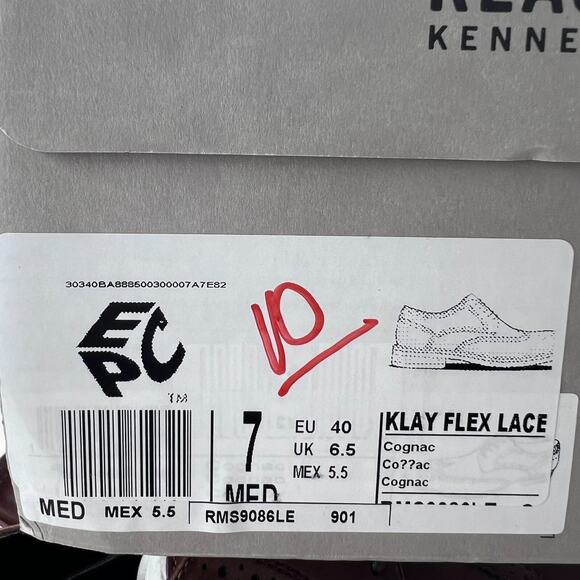 KENNE
30340BA888500300007A7E82
EPC
TM
7
MED
EU 40
UK 6.5
MEX 5.5
KLAY FLEX LACE
Cognac
Co??ac
Cognac
MED MEX 5.5
RMS9086LE 901